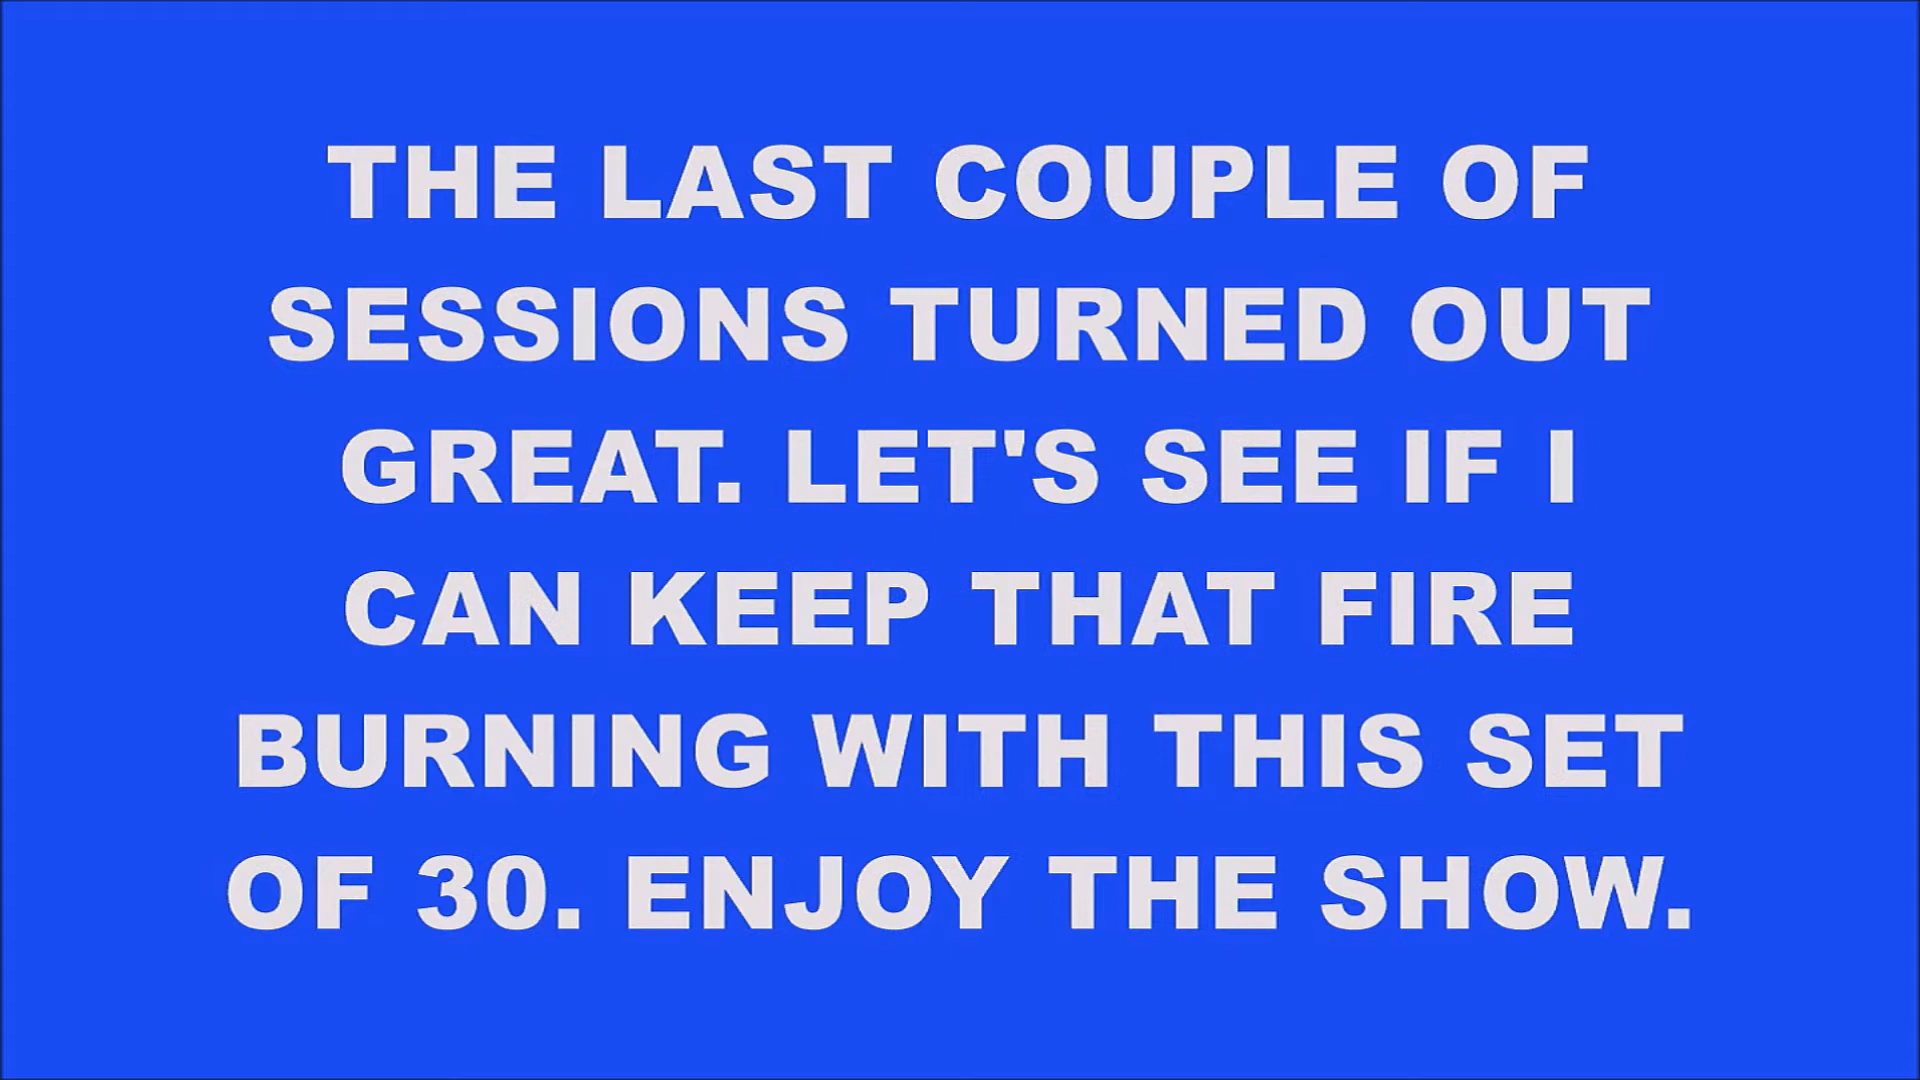 THE LAST COUPLE OF
SESSIONS TURNED OUT
GREAT. LET'S SEE IF I
CAN KEEP THAT FIRE
BURNING WITH THIS SET
OF 30. ENJOY THE SHOW.